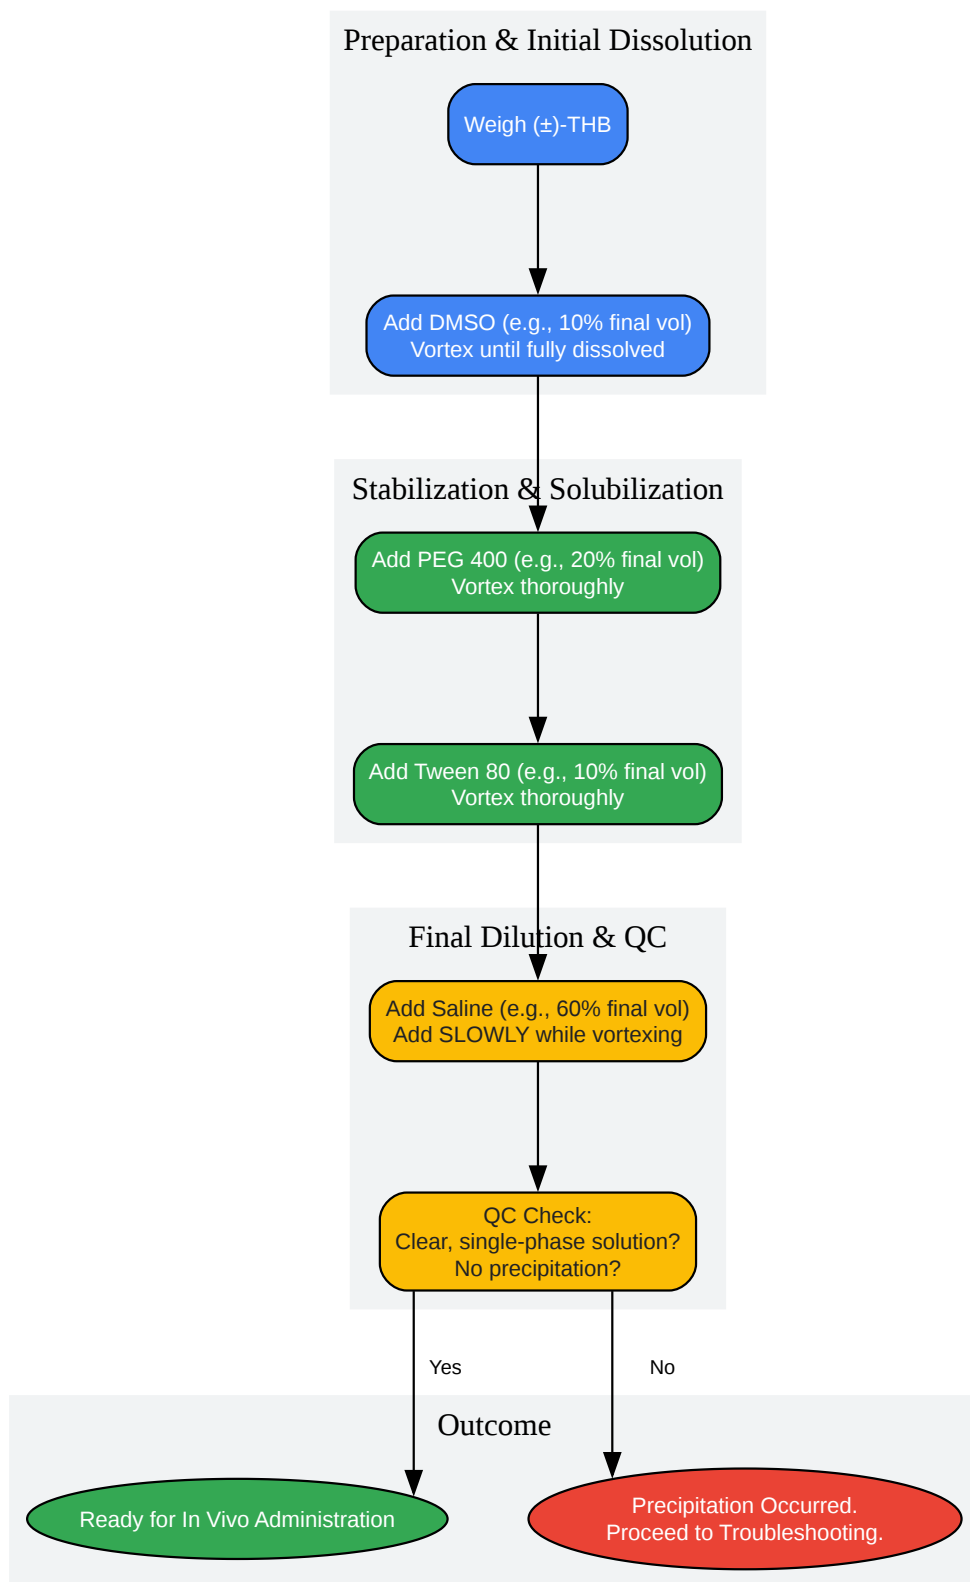 Preparation & Initial Dissolution
Weigh (±)-THB
Add DMSO (e.g., 10% final vol)
Vortex until fully dissolved
Stabilization & Solubilization
Add PEG 400 (e.g., 20% final vol)
Vortex thoroughly
Add Tween 80 (e.g., 10% final vol)
Vortex thoroughly
Final Dilution & QC
Add Saline (e.g., 60% final vol)
Add SLOWLY while vortexing
QC Check:
Clear, single-phase solution?
No precipitation?
Yes
No
Outcome
Ready for In Vivo Administration
Precipitation Occurred.
Proceed to Troubleshooting.